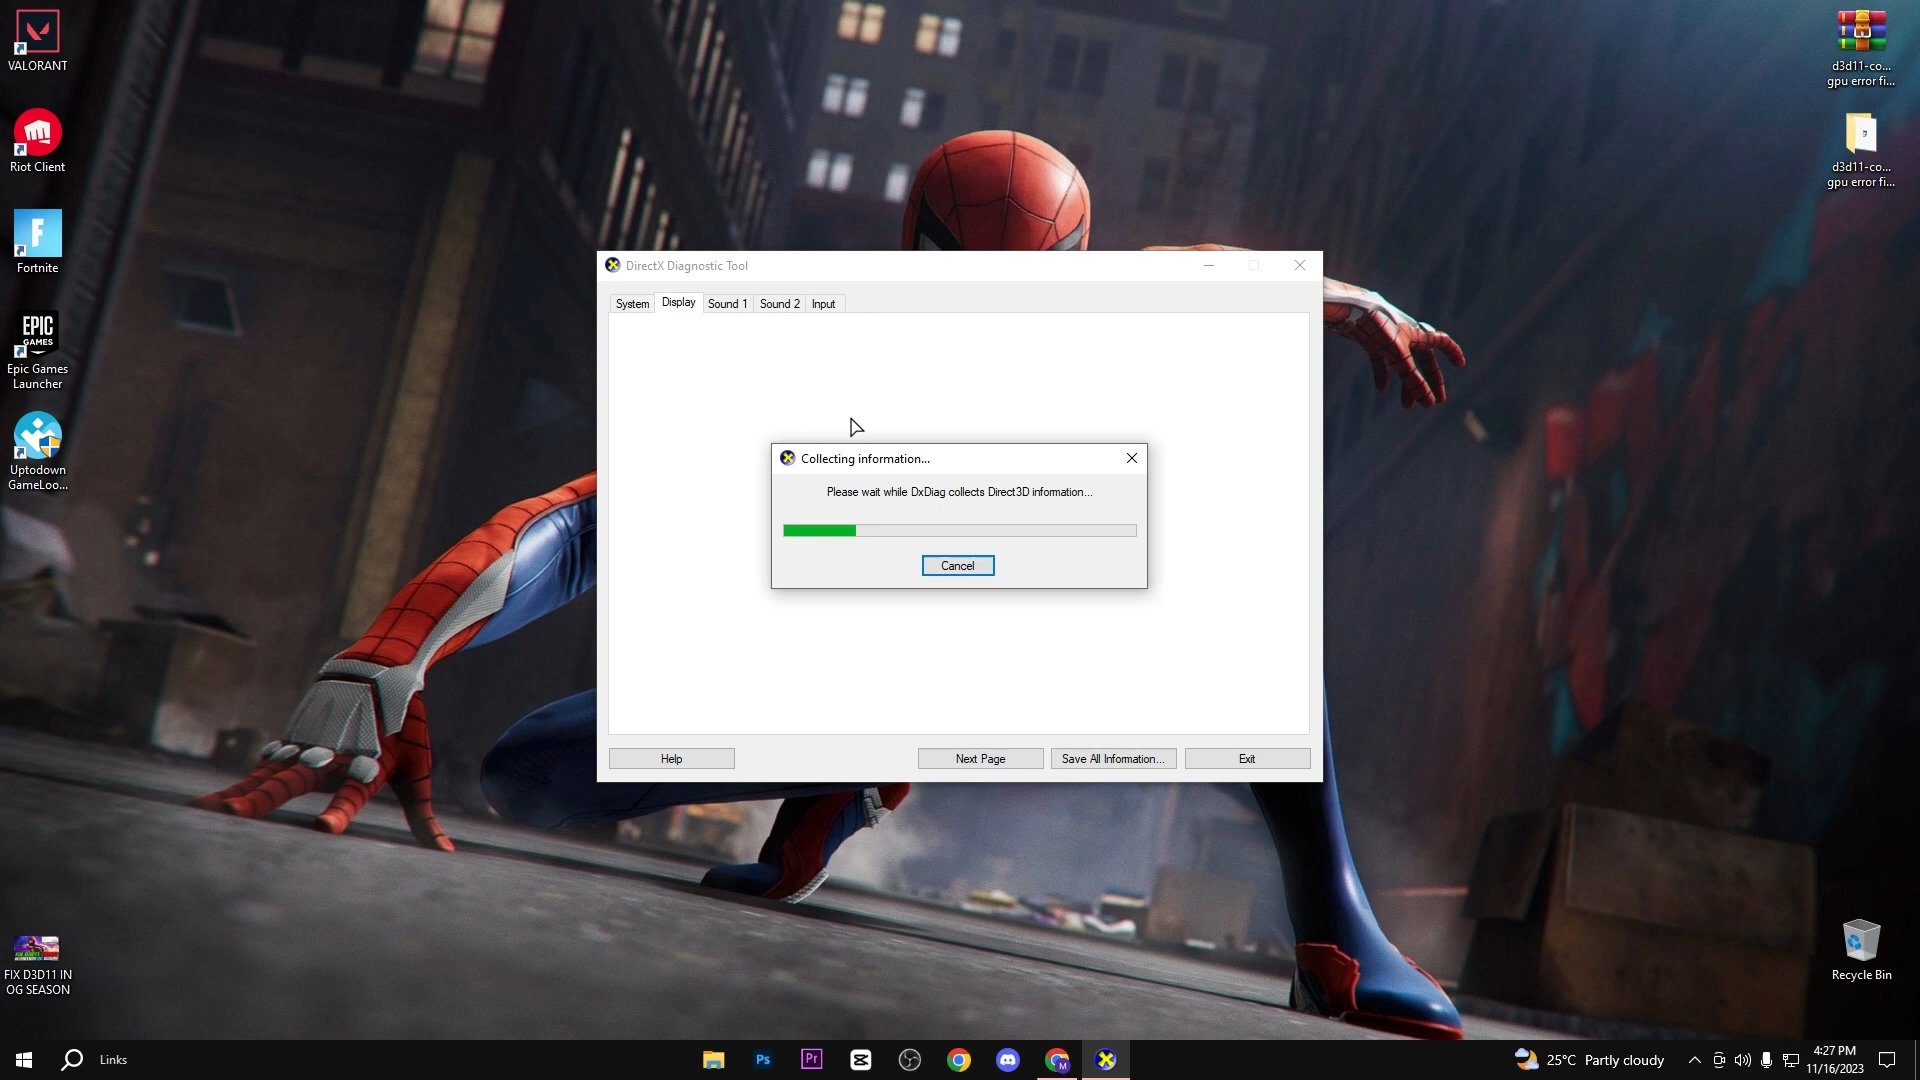 VALORANT
Riot Client
F
Fortnite
EPIC
GAMES
Epic Games
Launcher
Uptodown
GameLoo...
FIX D3D11 IN
OG SEASON
d3d11-co...
gpu error fi...
d3d11-co...
gpu error fi...
Recycle Bin
DirectX Diagnostic Tool
System
Display
Sound 1
Sound 2
Input
Collecting information...
Please wait while DxDiag collects Direct3D information...
Cancel
Help
Next Page
Save All Information...
Exit
Links
Ps
Pr
M
25°C Partly cloudy
4:27 PM
11/16/2023